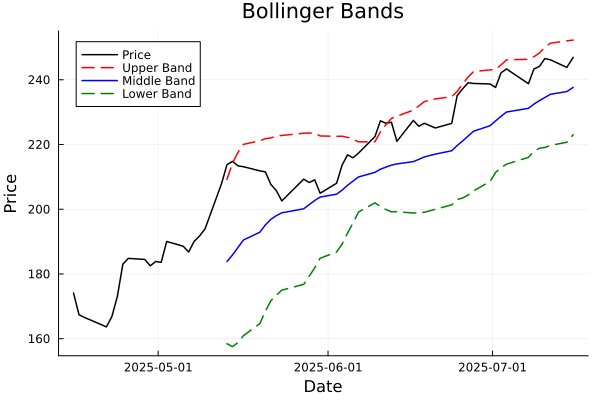 Bollinger Bands
Price
Upper Band
Middle Band
Lower Band
Price
240
220
200
180
160
2025-05-01
2025-06-01
2025-07-01
Date